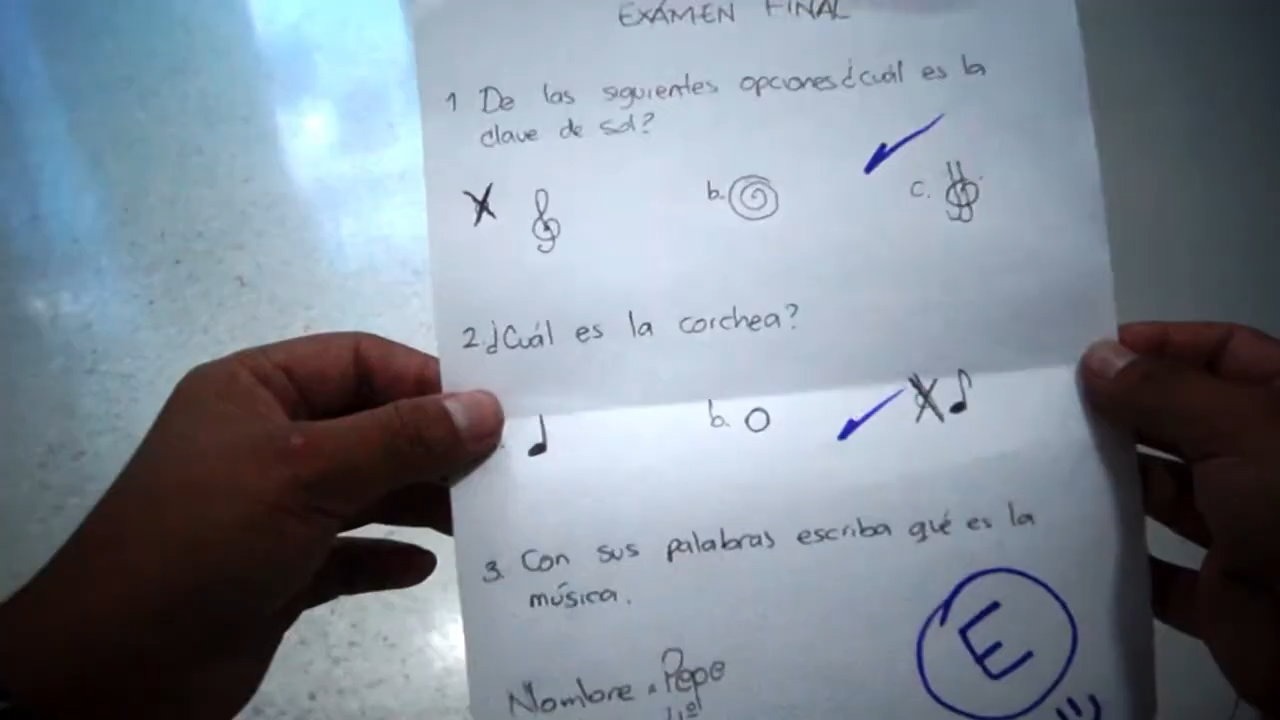 EXÁMEN FINAL
1 De las siguientes opciones ¿cuál es la
clave de sol?
b.
c.
2. ¿Cuál es la corchea?
b.
3. Con sus palabras escriba qué es la
música.
E
Nombre: Pepe